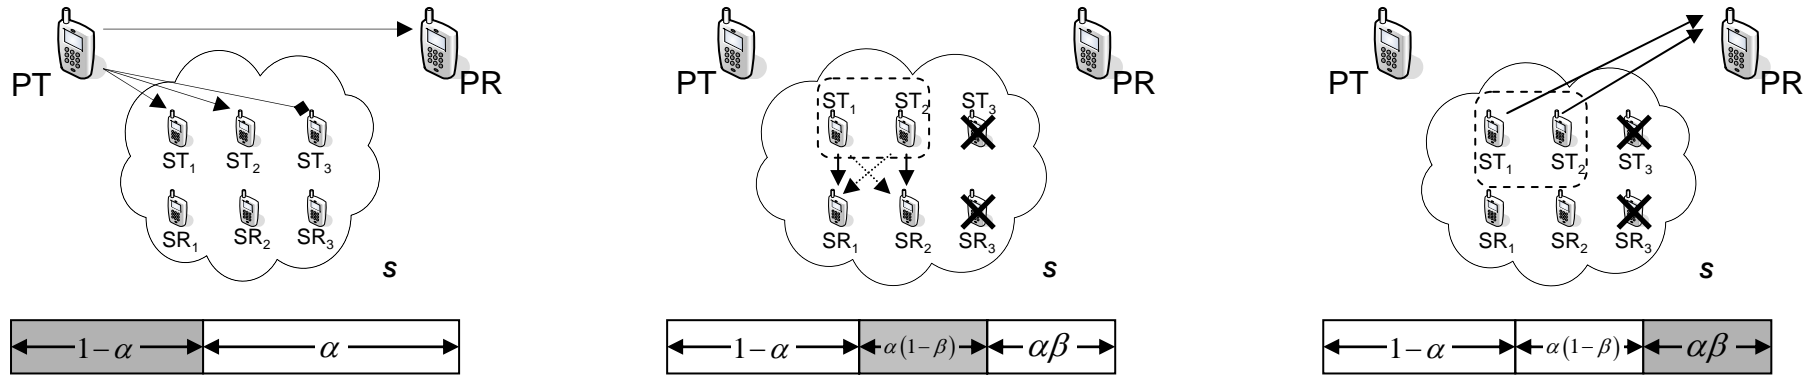 PT
PR
ST₁ ST₂ ST₃
SR₁ SR₂ SR₃
s
1−α α
PT
PR
ST₁ ST₂ ST₃
SR₁ SR₂ SR₃
s
1−α α(1−β) αβ
PT
PR
ST₁ ST₂ ST₃
SR₁ SR₂ SR₃
s
1−α α(1−β) αβ